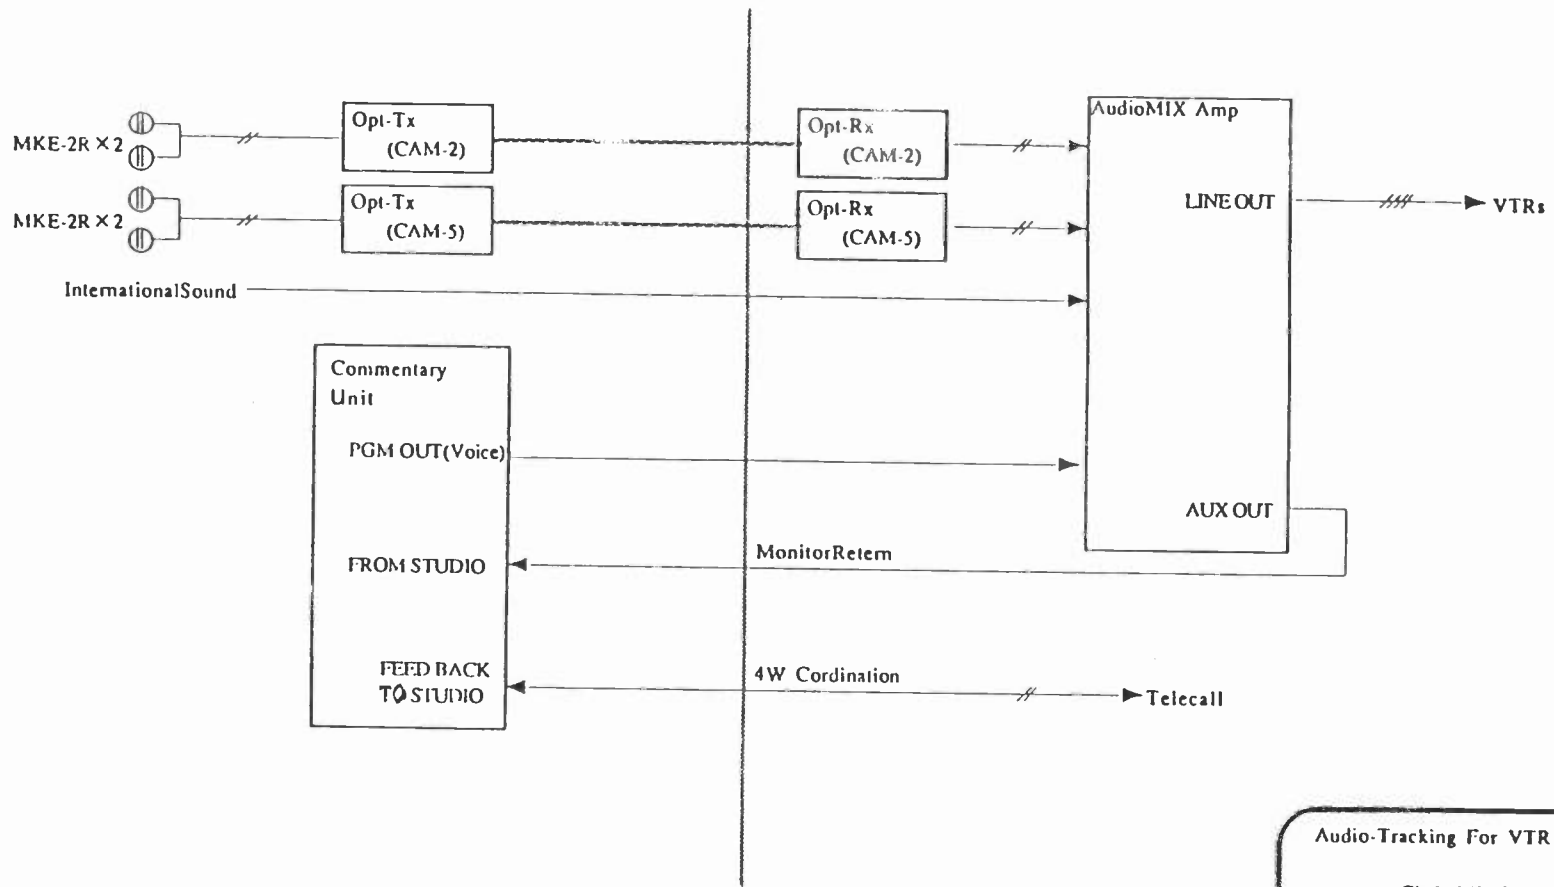 MKE-2R×2
Opt-Tx
(CAM-2)
Opt-Rx
(CAM-2)
AudioMIX Amp
MKE-2R×2
Opt-Tx
(CAM-5)
Opt-Rx
(CAM-5)
LINE OUT
VTRs
InternationalSound
Commentary
Unit
PGM OUT(Voice)
AUX OUT
FROM STUDIO
MonitorRetern
FEED BACK
TO STUDIO
4W Cordination
Telecall
Audio-Tracking For VTR